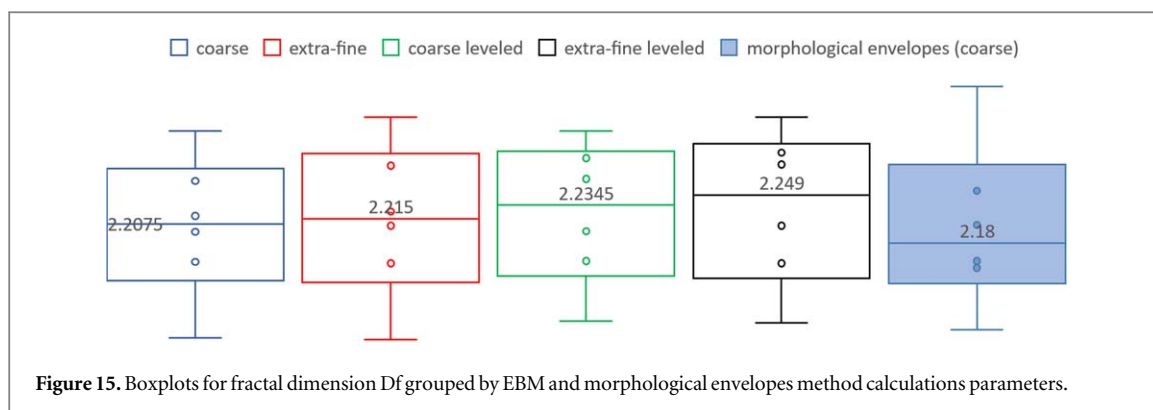 coarse extra-fine coarse leveled extra-fine leveled morphological envelopes (coarse)
2.2075 2.215 2.2345 2.249 2.18
Figure 15. Boxplots for fractal dimension Df grouped by EBM and morphological envelopes method calculations parameters.